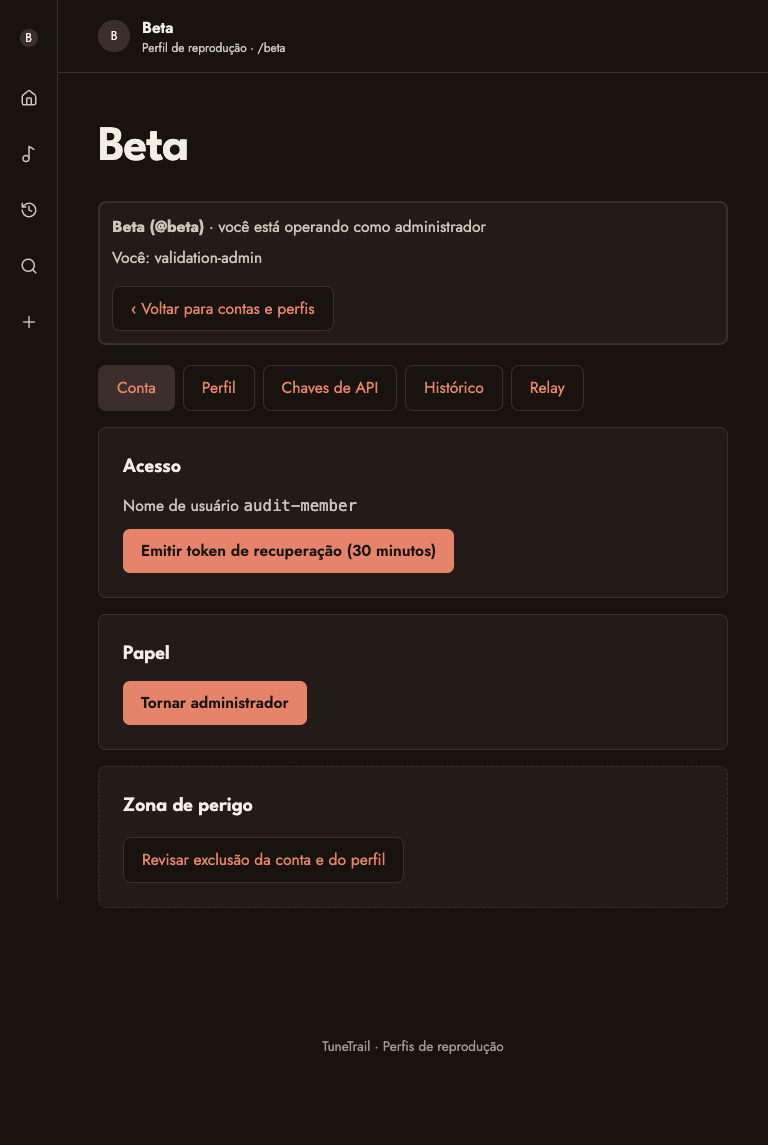 B
B
Beta
Perfil de reprodução · /beta
Beta
Beta (@beta) · você está operando como administrador
Você: validation-admin
‹ Voltar para contas e perfis
Conta
Perfil
Chaves de API
Histórico
Relay
Acesso
Nome de usuário audit-member
Emitir token de recuperação (30 minutos)
Papel
Tornar administrador
Zona de perigo
Revisar exclusão da conta e do perfil
TuneTrail · Perfis de reprodução